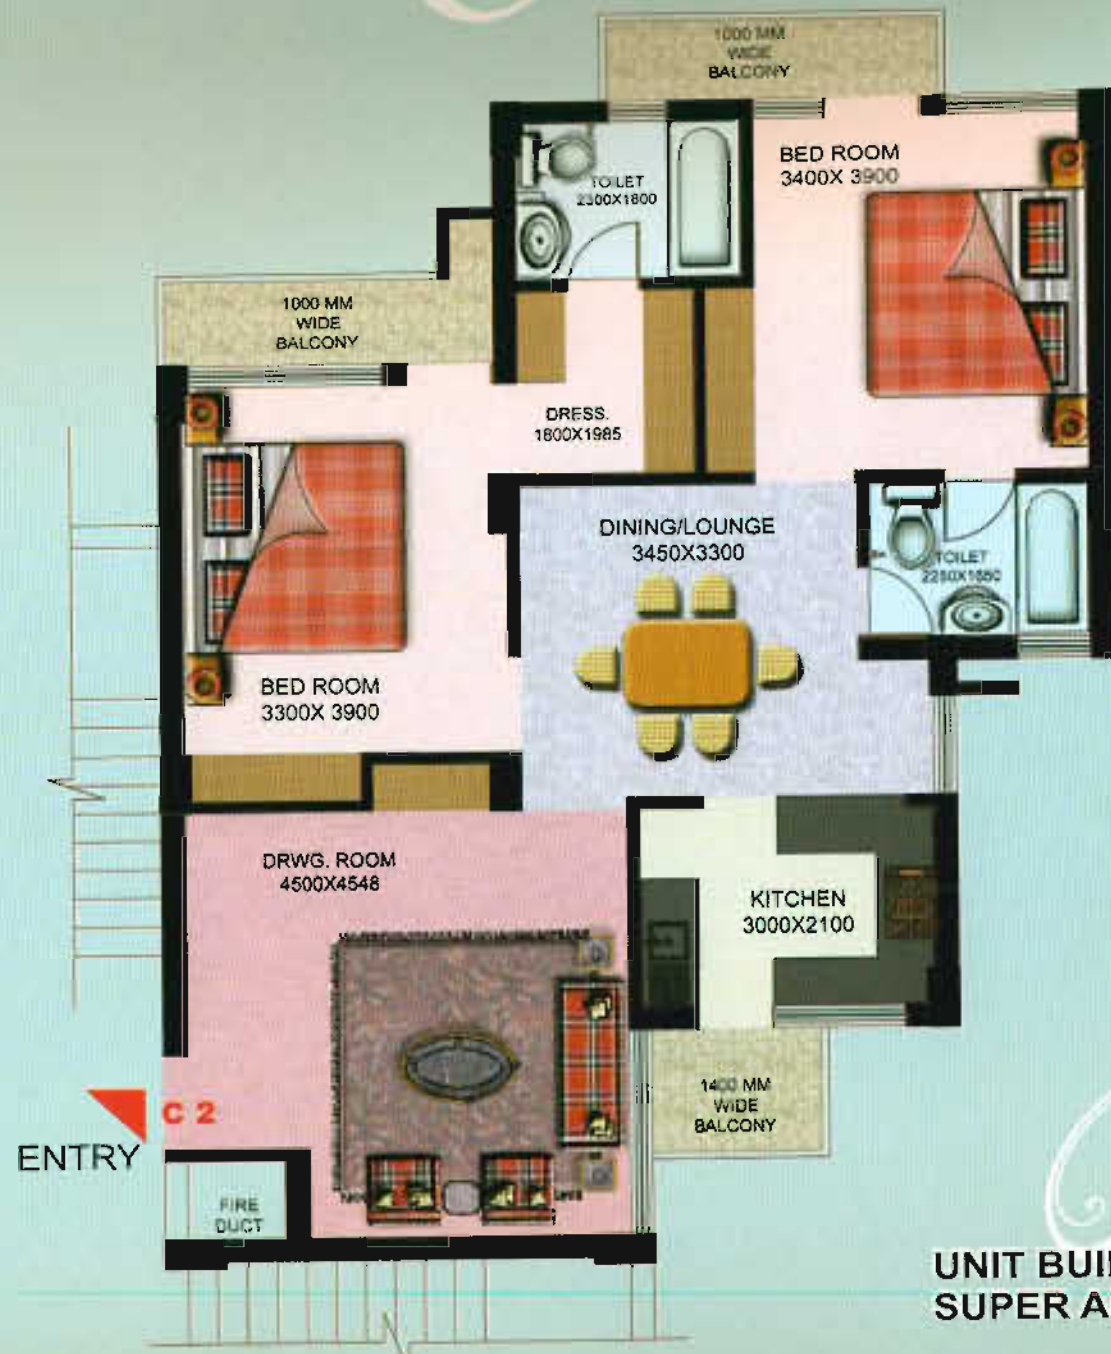 1000 MM
WIDE
BALCONY
BED ROOM
3400X 3900
TOILET
2300X1800
1000 MM
WIDE
BALCONY
DRESS.
1800X1985
DINING/LOUNGE
3450X3300
TOILET
BED ROOM
3300X 3900
DRWG. ROOM
4500X4548
KITCHEN
3000X2100
1400 MM
WIDE
BALCONY
C 2
ENTRY
FIRE
DUCT
UNIT BUI
SUPER A